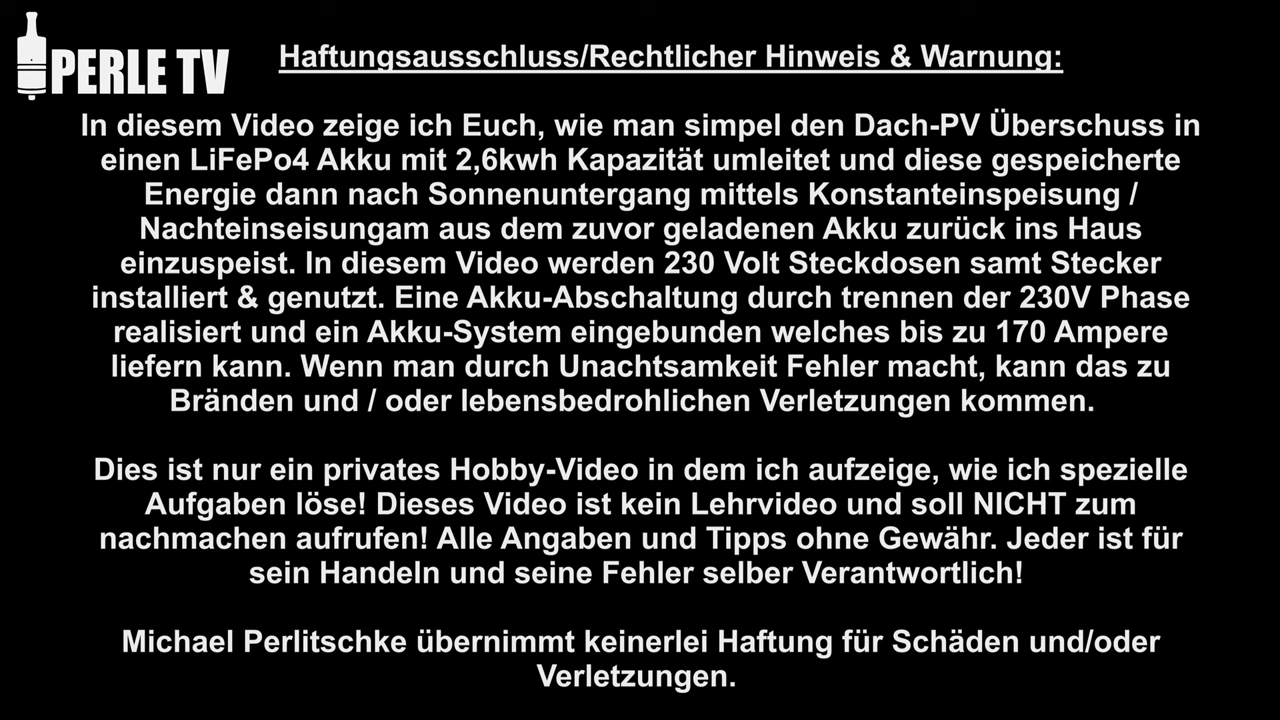 PERLE TV
Haftungsausschluss/Rechtlicher Hinweis & Warnung:
In diesem Video zeige ich Euch, wie man simpel den Dach-PV Überschuss in
einen LiFePo4 Akku mit 2,6kwh Kapazität umleitet und diese gespeicherte
Energie dann nach Sonnenuntergang mittels Konstanteinspeisung /
Nachteinseisungam aus dem zuvor geladenen Akku zurück ins Haus
einzuspeist. In diesem Video werden 230 Volt Steckdosen samt Stecker
installiert & genutzt. Eine Akku-Abschaltung durch trennen der 230V Phase
realisiert und ein Akku-System eingebunden welches bis zu 170 Ampere
liefern kann. Wenn man durch Unachtsamkeit Fehler macht, kann das zu
Bränden und / oder lebensbedrohlichen Verletzungen kommen.
Dies ist nur ein privates Hobby-Video in dem ich aufzeige, wie ich spezielle
Aufgaben löse! Dieses Video ist kein Lehrvideo und soll NICHT zum
nachmachen aufrufen! Alle Angaben und Tipps ohne Gewähr. Jeder ist für
sein Handeln und seine Fehler selber Verantwortlich!
Michael Perlitschke übernimmt keinerlei Haftung für Schäden und/oder
Verletzungen.